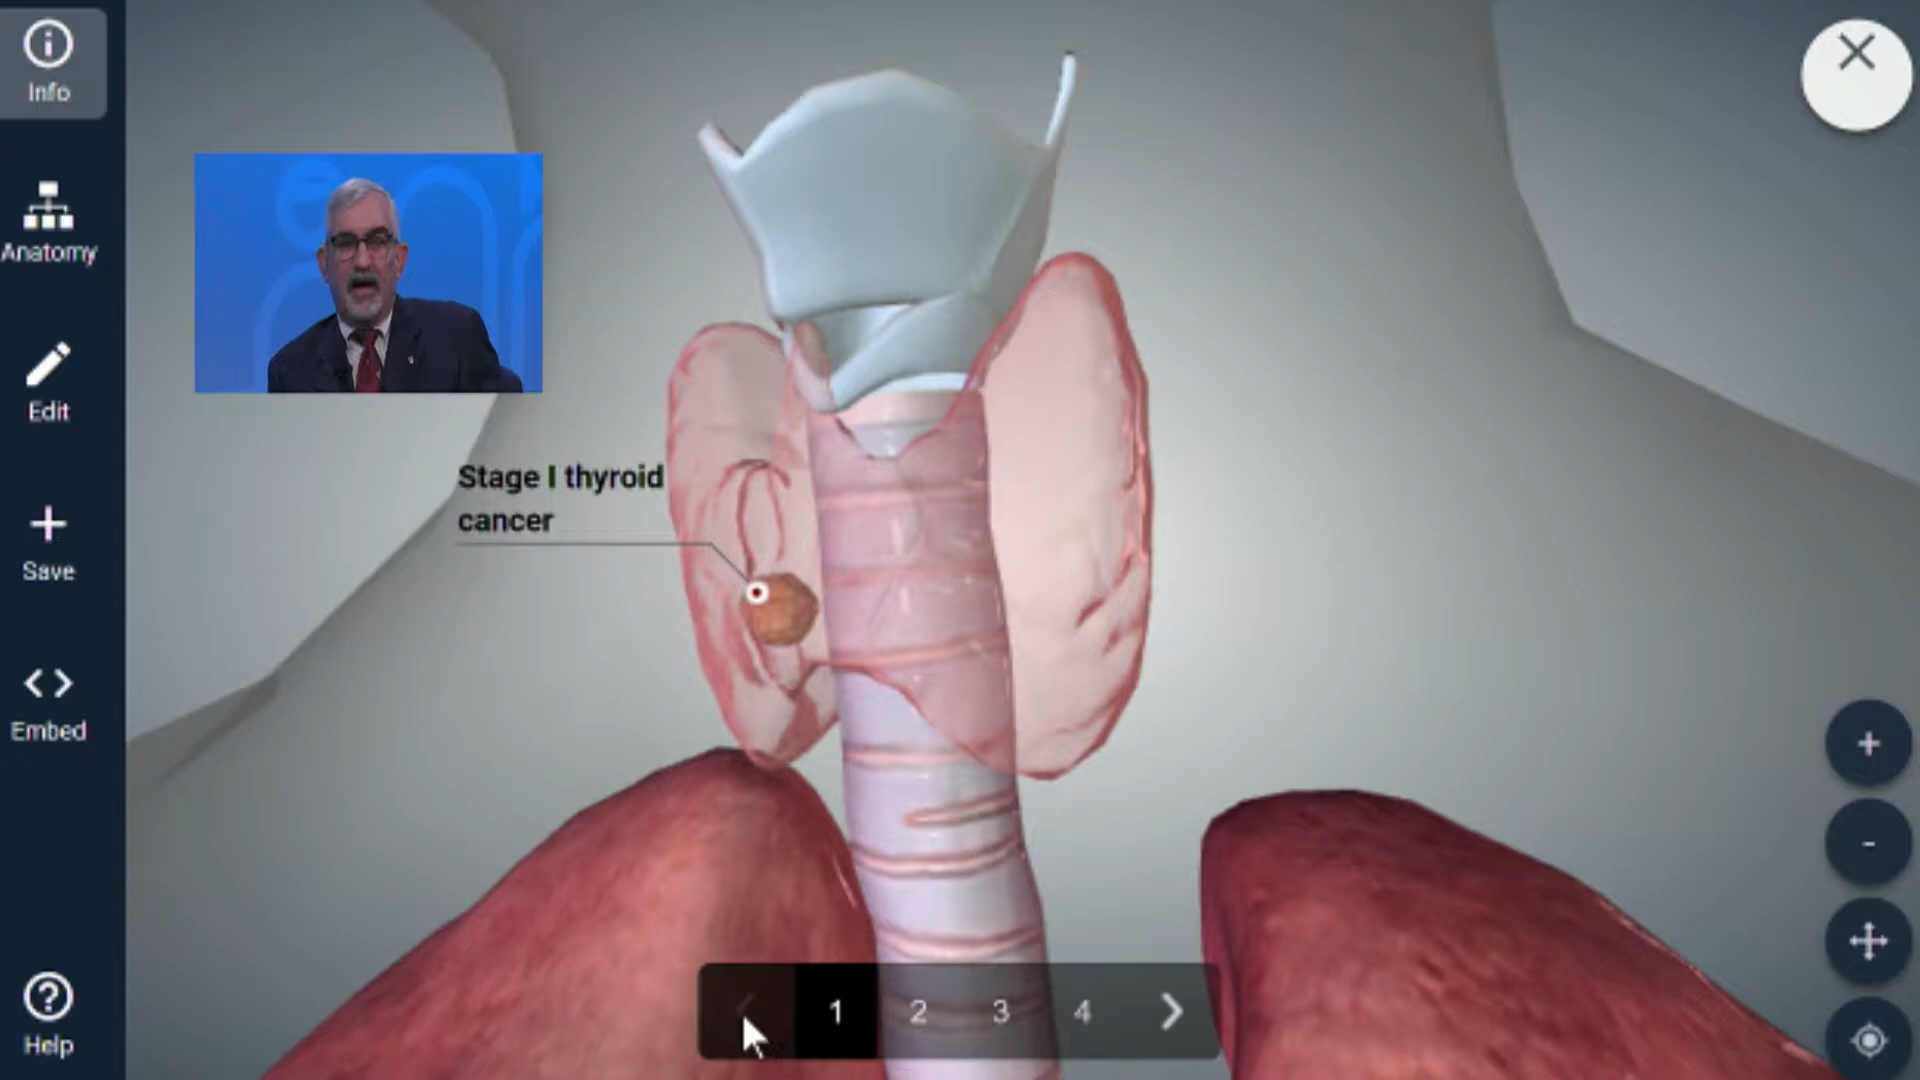 Info
Anatomy
Edit
Save
Embed
Help
Stage I thyroid
cancer
1 2 3 4